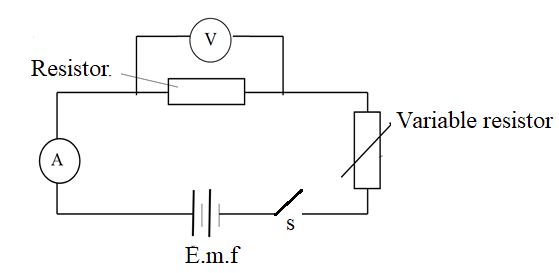 V
Resistor.
Variable resistor
A
S
E.m.f